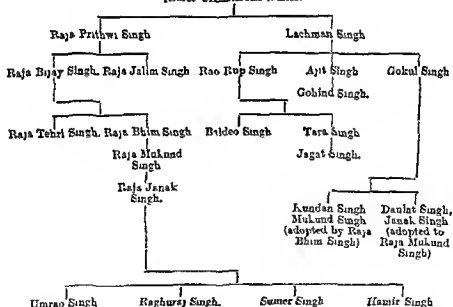 Raja Prithwi Singh Lachman Singh
Raja Bijay Singh. Raja Jalim Singh Rao Rup Singh Ajit Singh Gokul Singh
Gobind Singh.
Raja Tehri Singh. Raja Bhim Singh Baldeo Singh Tara Singh
Raja Mukund Singh Jagat Singh.
Raja Janak Singh.
Kundan Singh Daulat Singh,
Mukund Singh Janak Singh
(adopted by Raja (adopted to
Bhim Singh) Raja Mukund
Singh)
Umrao Singh Raghuraj Singh. Sumer Singh Hamir Singh